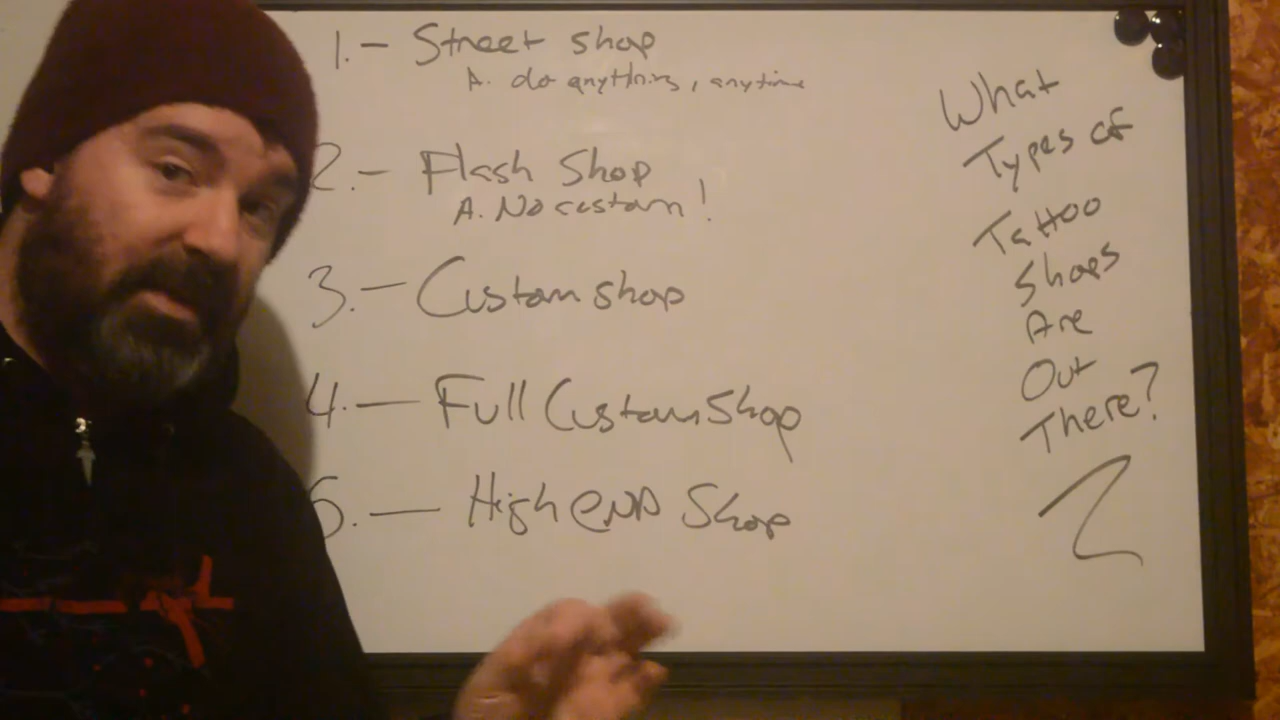 1.- Street shop
A. do anything, anytime
2.- Flash Shop
A. No custom!
3.- Custom shop
4.- Full Custom Shop
5.- High end Shop
What
Types of
Tattoo
Shops
Are
Out
There?